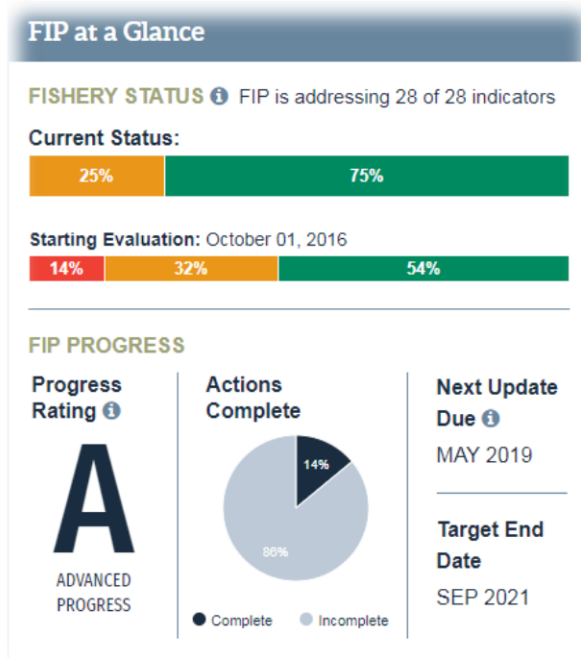 FIP at a Glance
FISHERY STATUS FIP is addressing 28 of 28 indicators
Current Status:
25% 75%
Starting Evaluation: October 01, 2016
14% 32% 54%
FIP PROGRESS
Progress
Rating
A
ADVANCED
PROGRESS
Actions
Complete
14%
86%
Complete Incomplete
Next Update
Due
MAY 2019
Target End
Date
SEP 2021